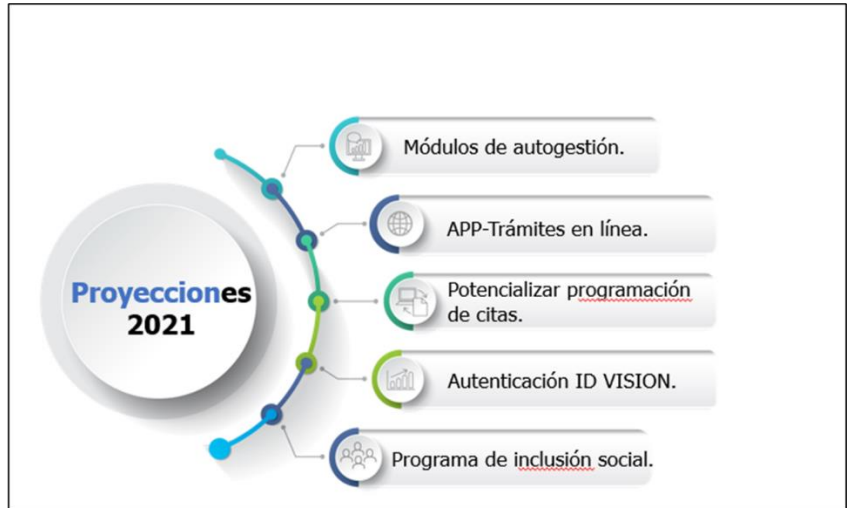 Proyecciones
2021
Módulos de autogestión.
APP-Trámites en línea.
Potencializar programación
de citas.
Autenticación ID VISION.
Programa de inclusión social.